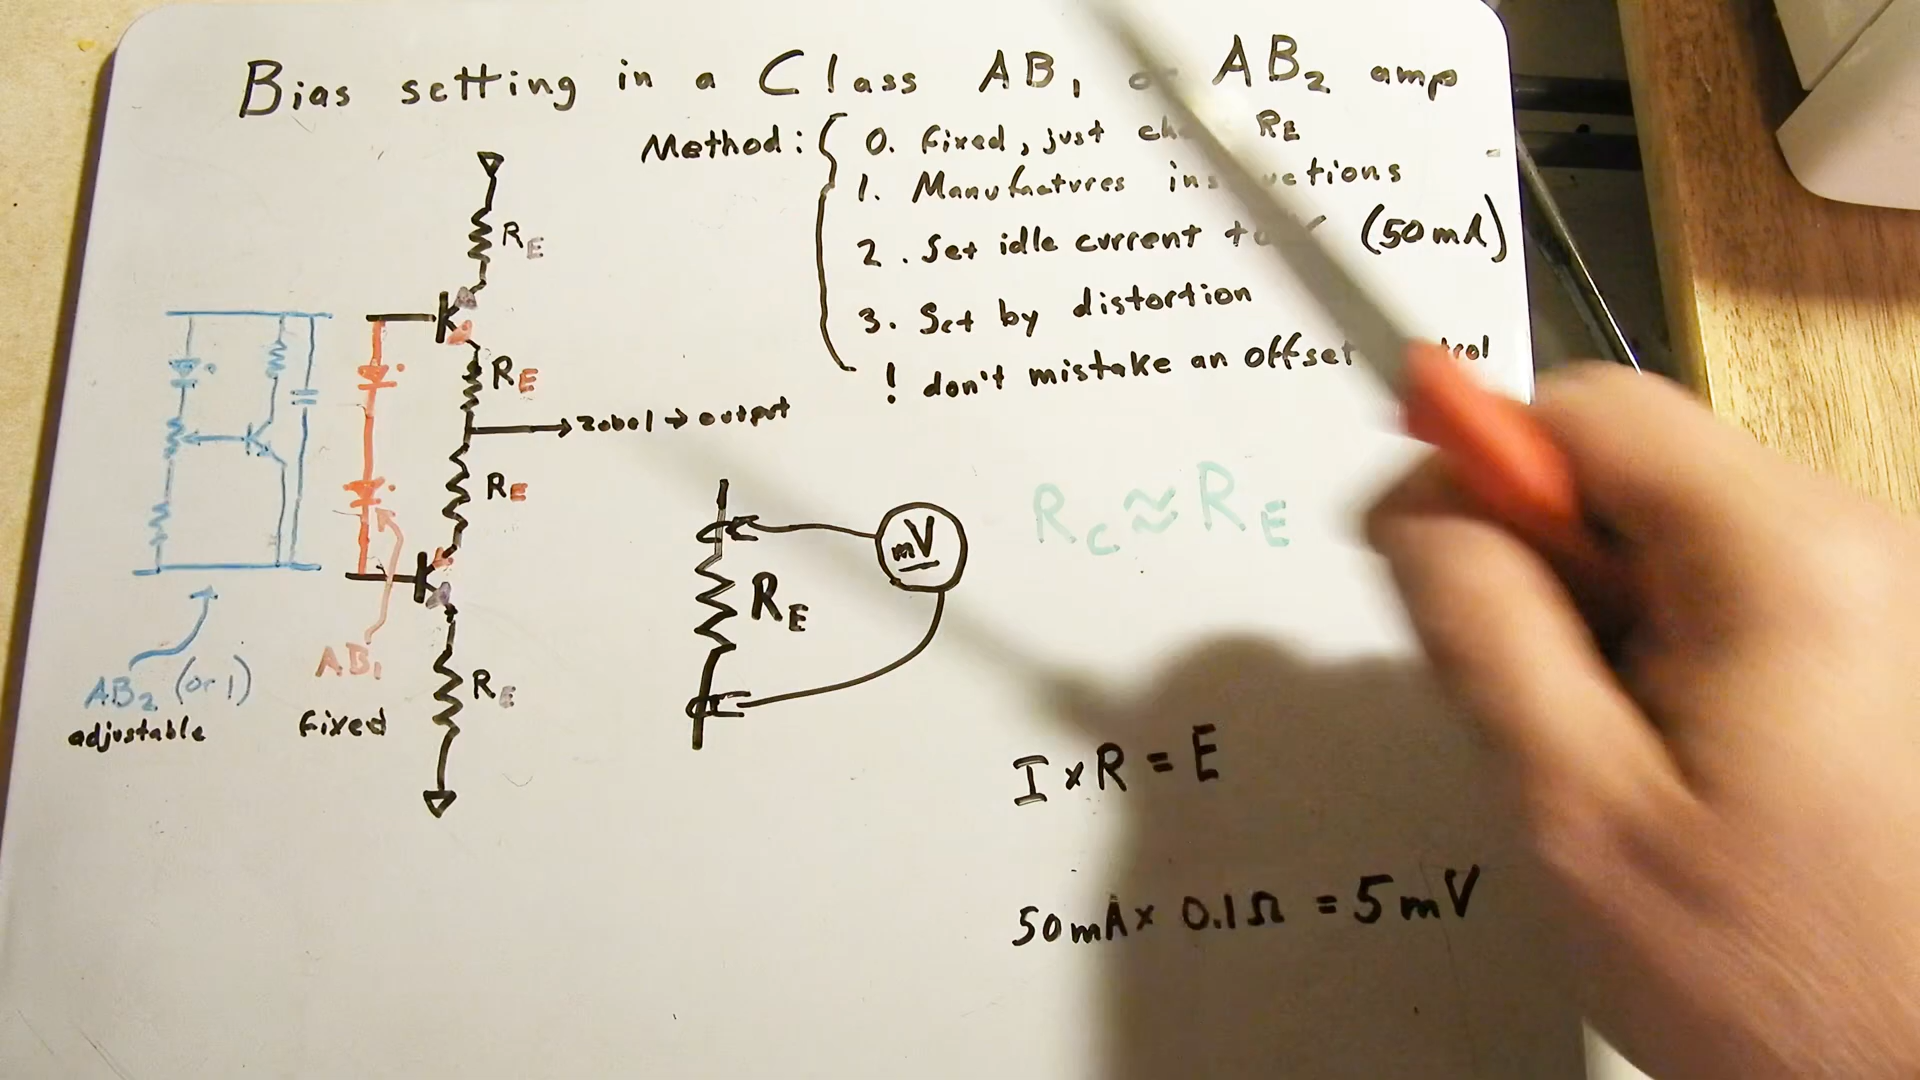 Bias setting in a Class AB₁ AB₂ amp
Method: 0. fixed, just RE
1. Manufactures
2. Set idle current (50mA)
3. Set by distortion
! don't mistake an offset
RE
RE
Zobel → output
RE
RE
AB₂ (or 1)
adjustable
AB₁
fixed
mV
RE
RC ≈ RE
I × R = E
50mA × 0.1Ω = 5mV